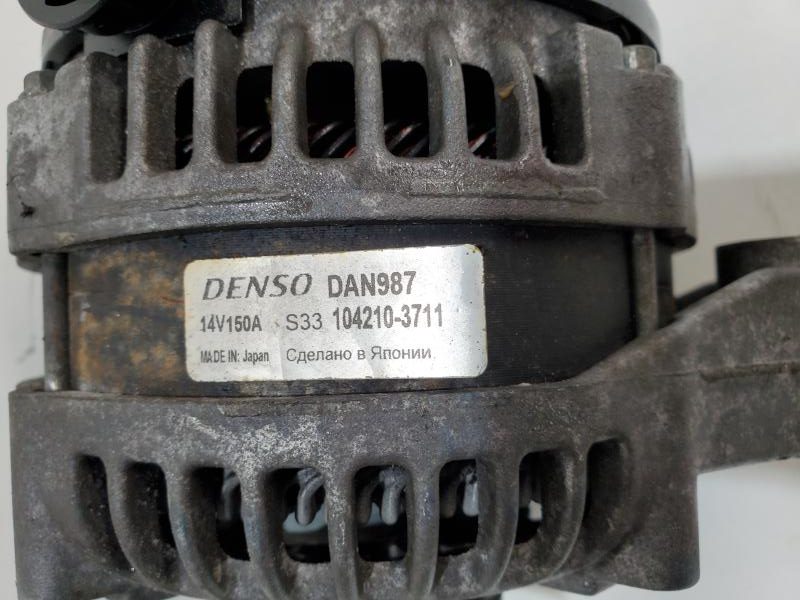 DENSO DAN987
14V150A S33 104210-3711
MADE IN: Japan Сделано в Японии